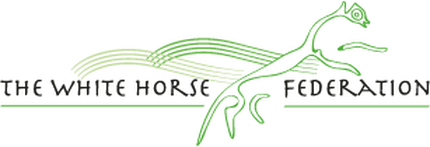 THE WHITE HORSE FEDERATION